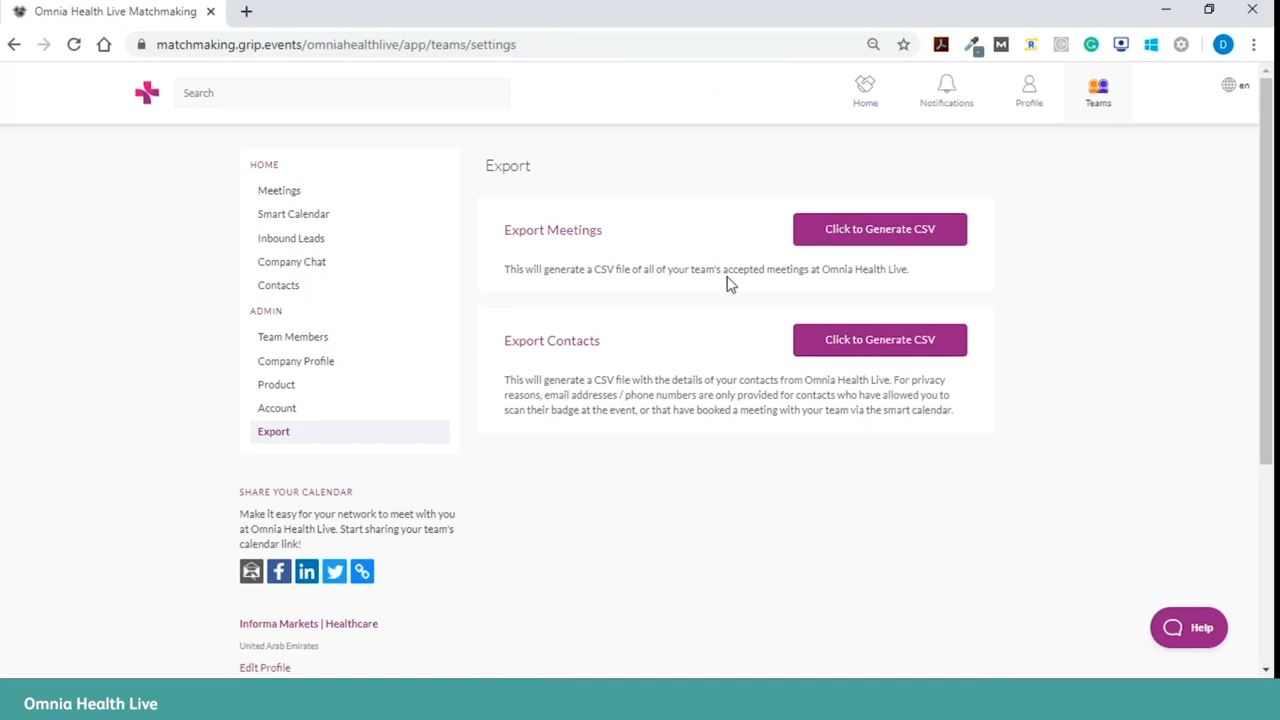 Omnia Health Live Matchmaking
matchmaking.grip.events/omniahealthlive/app/teams/settings
D
Search
Home
Notifications
Profile
Teams
en
HOME
Meetings
Smart Calendar
Inbound Leads
Company Chat
Contacts
ADMIN
Team Members
Company Profile
Product
Account
Export
SHARE YOUR CALENDAR
Make it easy for your network to meet with you
at Omnia Health Live. Start sharing your team's
calendar link!
Informa Markets | Healthcare
United Arab Emirates
Edit Profile
Export
Export Meetings
Click to Generate CSV
This will generate a CSV file of all of your team's accepted meetings at Omnia Health Live.
Export Contacts
Click to Generate CSV
This will generate a CSV file with the details of your contacts from Omnia Health Live. For privacy
reasons, email addresses / phone numbers are only provided for contacts who have allowed you to
scan their badge at the event, or that have booked a meeting with your team via the smart calendar.
Help
Omnia Health Live